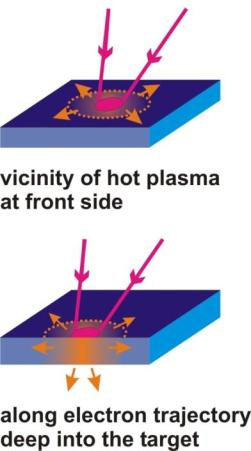 vicinity of hot plasma
at front side
along electron trajectory
deep into the target